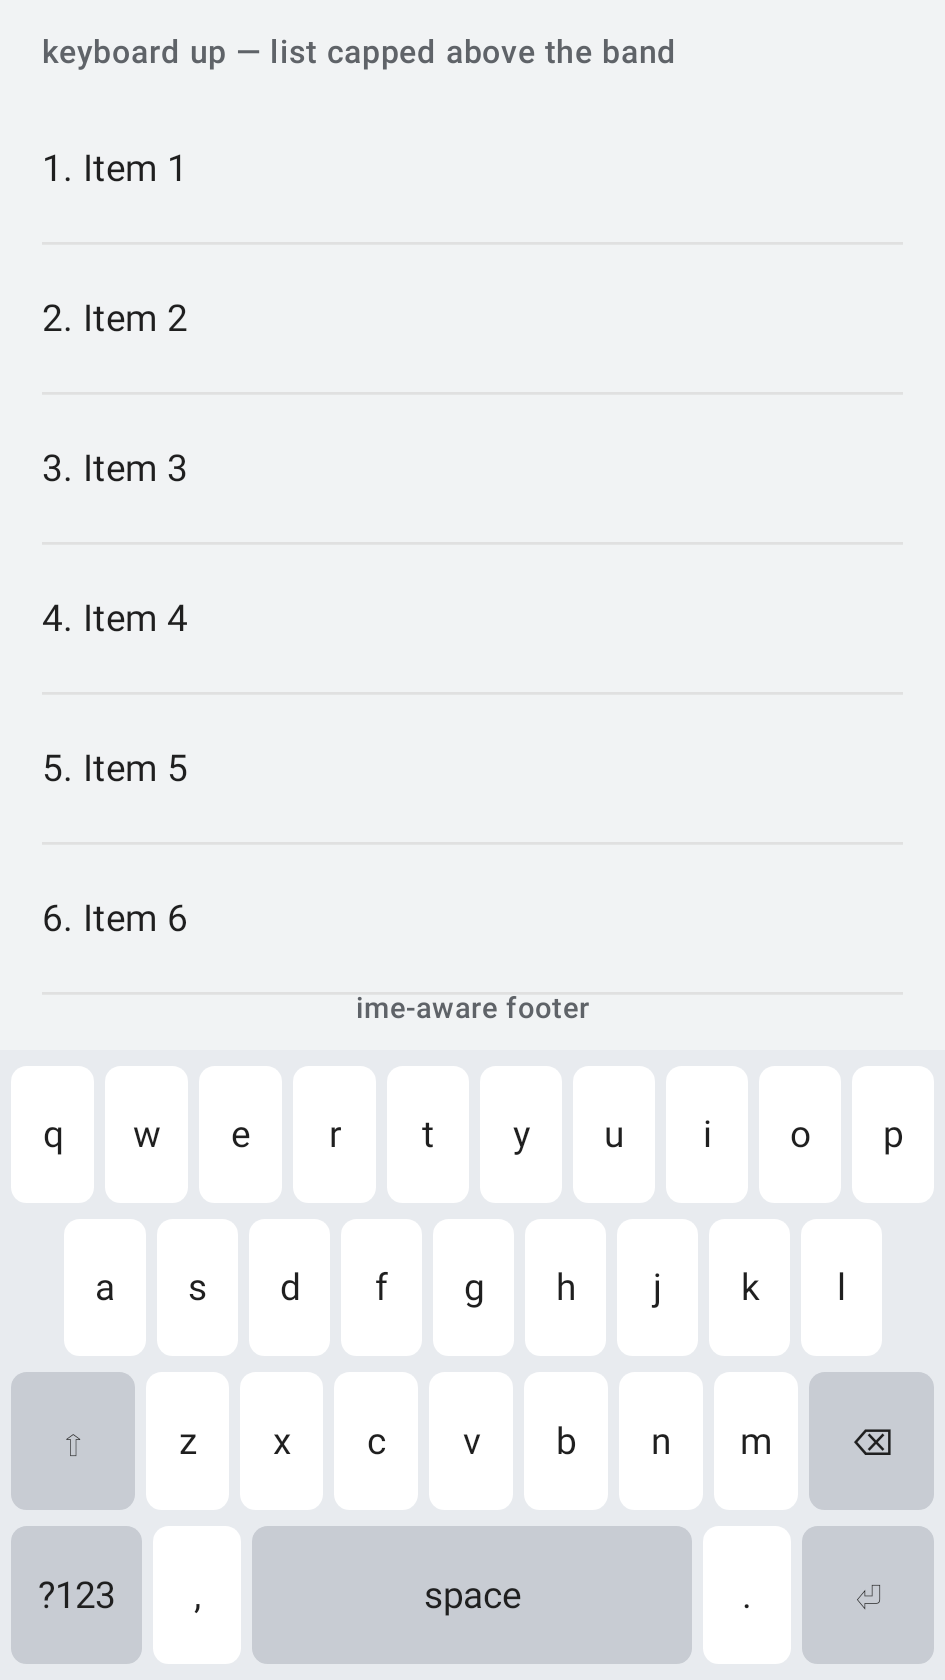 keyboard up — list capped above the band
1. Item 1
2. Item 2
3. Item 3
4. Item 4
5. Item 5
6. Item 6
ime-aware footer
q w e r t y u i o p
a s d f g h j k l
⇧ z x c v b n m ⌫
?123 , space . ⏎